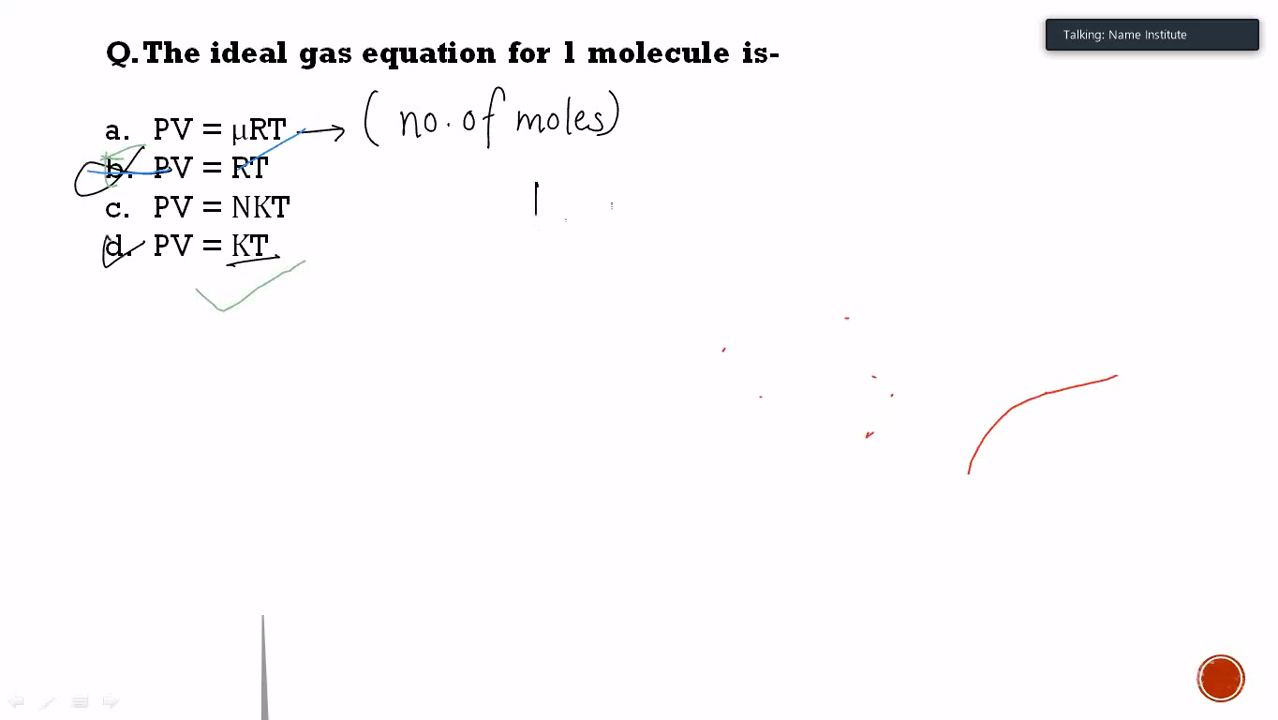 Talking: Name Institute
Q. The ideal gas equation for 1 molecule is-
a. PV = μRT → (no. of moles)
b. PV = RT
c. PV = NKT
d. PV = KT